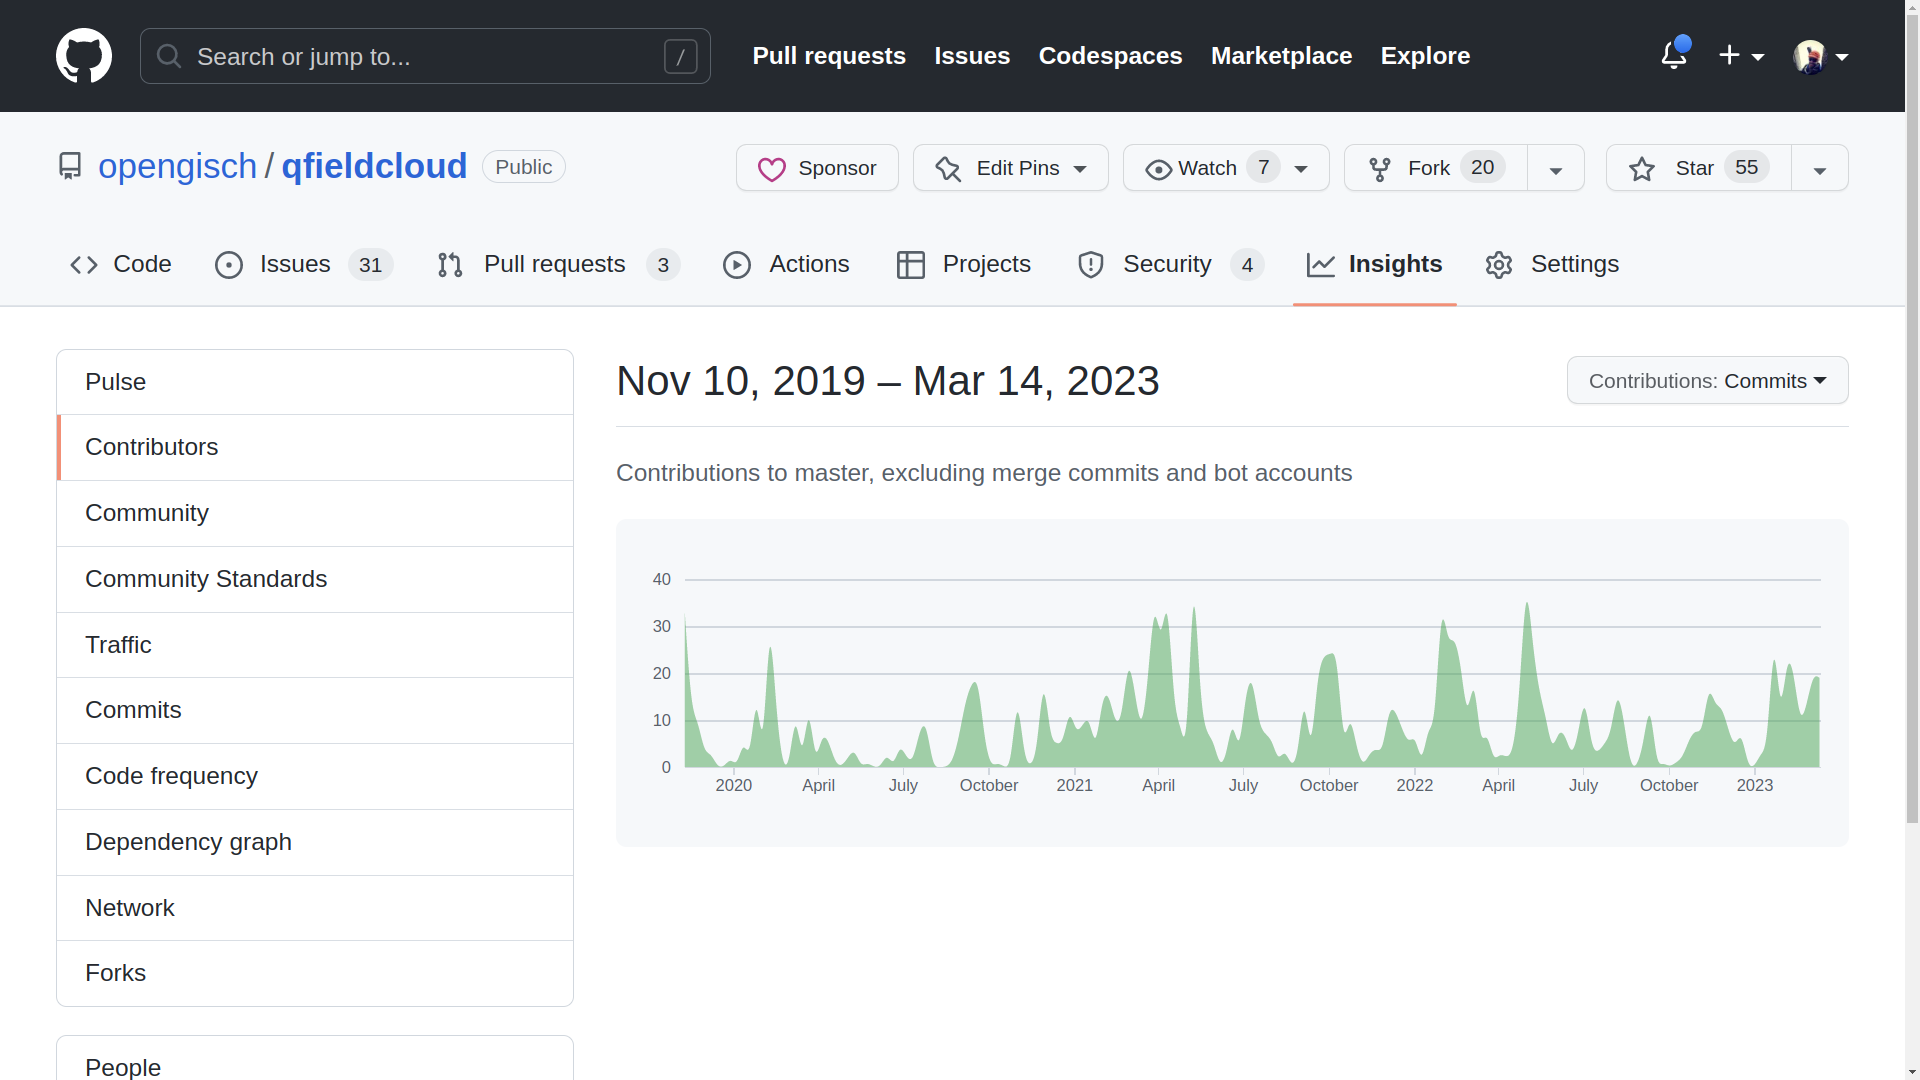 Search or jump to... /
Pull requests Issues Codespaces Marketplace Explore
opengisch / qfieldcloud Public
Sponsor Edit Pins Watch 7 Fork 20 Star 55
Code Issues 31 Pull requests 3 Actions Projects Security 4 Insights Settings
Pulse
Contributors
Community
Community Standards
Traffic
Commits
Code frequency
Dependency graph
Network
Forks
People
Nov 10, 2019 – Mar 14, 2023
Contributions: Commits
Contributions to master, excluding merge commits and bot accounts
40
30
20
10
0
2020 April July October 2021 April July October 2022 April July October 2023